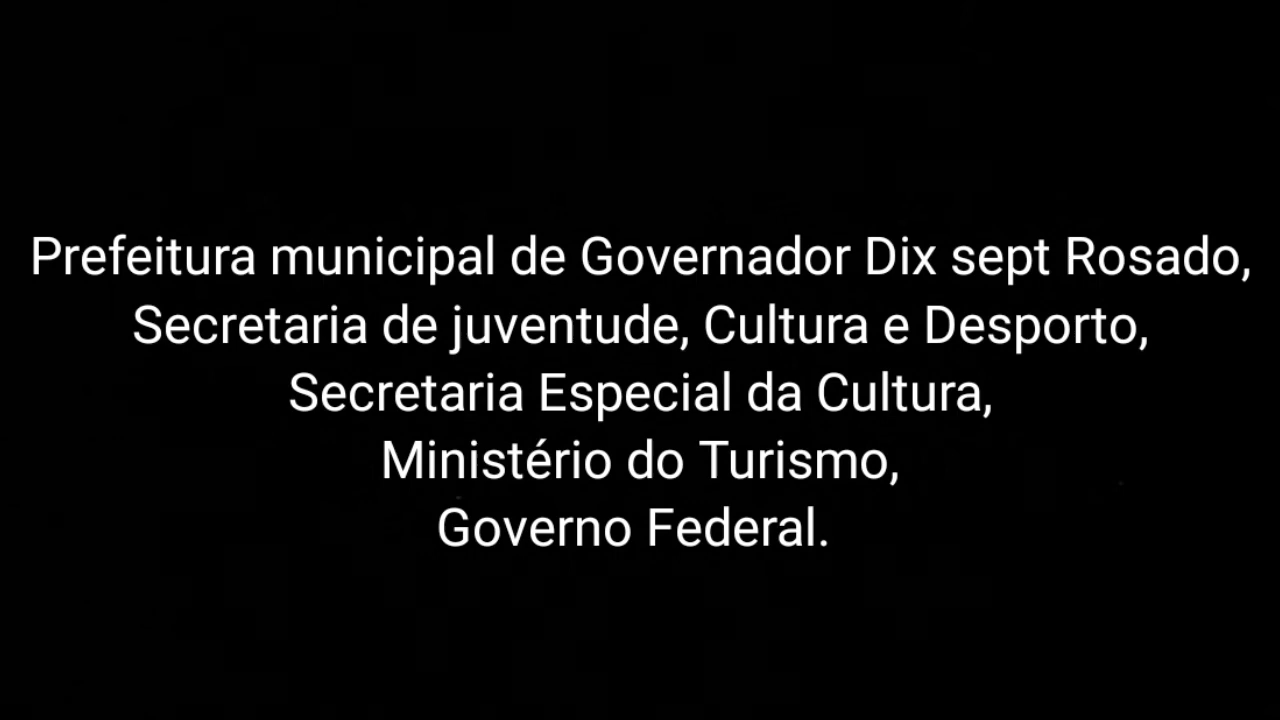 Prefeitura municipal de Governador Dix sept Rosado,
Secretaria de juventude, Cultura e Desporto,
Secretaria Especial da Cultura,
Ministério do Turismo,
Governo Federal.